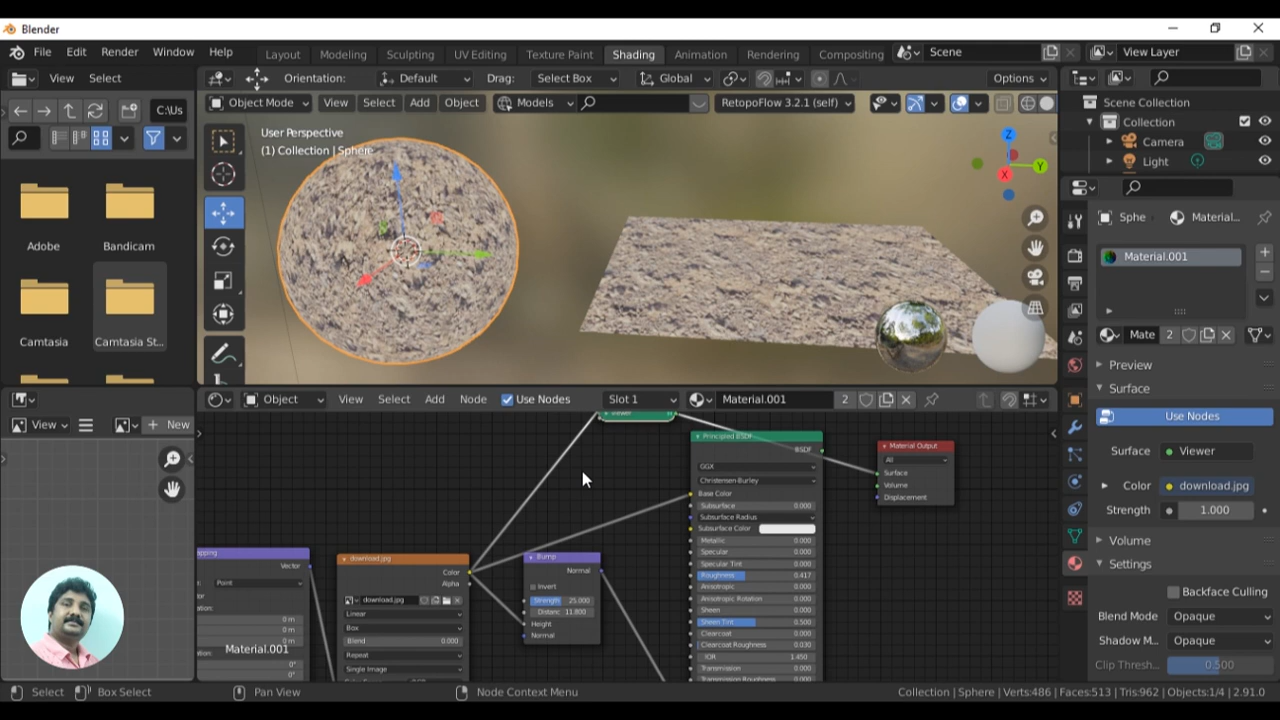 Blender
File Edit Render Window Help
Layout Modeling Sculpting UV Editing Texture Paint Shading Animation Rendering Compositing
Scene
View Layer
View Select
Orientation: Default Drag: Select Box Global Options
C:\Us
Object Mode View Select Add Object Models RetopoFlow 3.2.1 (self)
User Perspective
(1) Collection | Sphere
Z
Y
X
Scene Collection
Collection
Camera
Light
Adobe
Bandicam
Camtasia
Camtasia St...
Sphe Material...
Material.001
Mate 2
Preview
Surface
Use Nodes
Surface Viewer
Color download.jpg
Strength 1.000
Volume
Settings
Backface Culling
Blend Mode Opaque
Shadow M... Opaque
Clip Thresh... 0.500
View New
Object View Select Add Node Use Nodes Slot 1 Material.001 2
Viewer
Principled BSDF
BSDF
GGX
Christensen-Burley
Base Color
Subsurface 0.000
Subsurface Radius
Subsurface Color
Metallic 0.000
Specular 0.000
Specular Tint 0.000
Roughness 0.417
Anisotropic 0.000
Anisotropic Rotation 0.000
Sheen 0.000
Sheen Tint 0.500
Clearcoat 0.000
Clearcoat Roughness 0.030
IOR 1.450
Transmission 0.000
Transmission Roughness 0.000
Material Output
All
Surface
Volume
Displacement
apping
Vector
Point
0 m
0 m
0 m
0°
0°
download.jpg
Color
Alpha
download.jpg
Linear
Box
Blend 0.000
Repeat
Single Image
Bump
Normal
Invert
Strength 25.000
Distanc 11.800
Height
Normal
Material.001
Select Box Select Pan View Node Context Menu
Collection | Sphere | Verts:486 | Faces:513 | Tris:962 | Objects:1/4 | 2.91.0